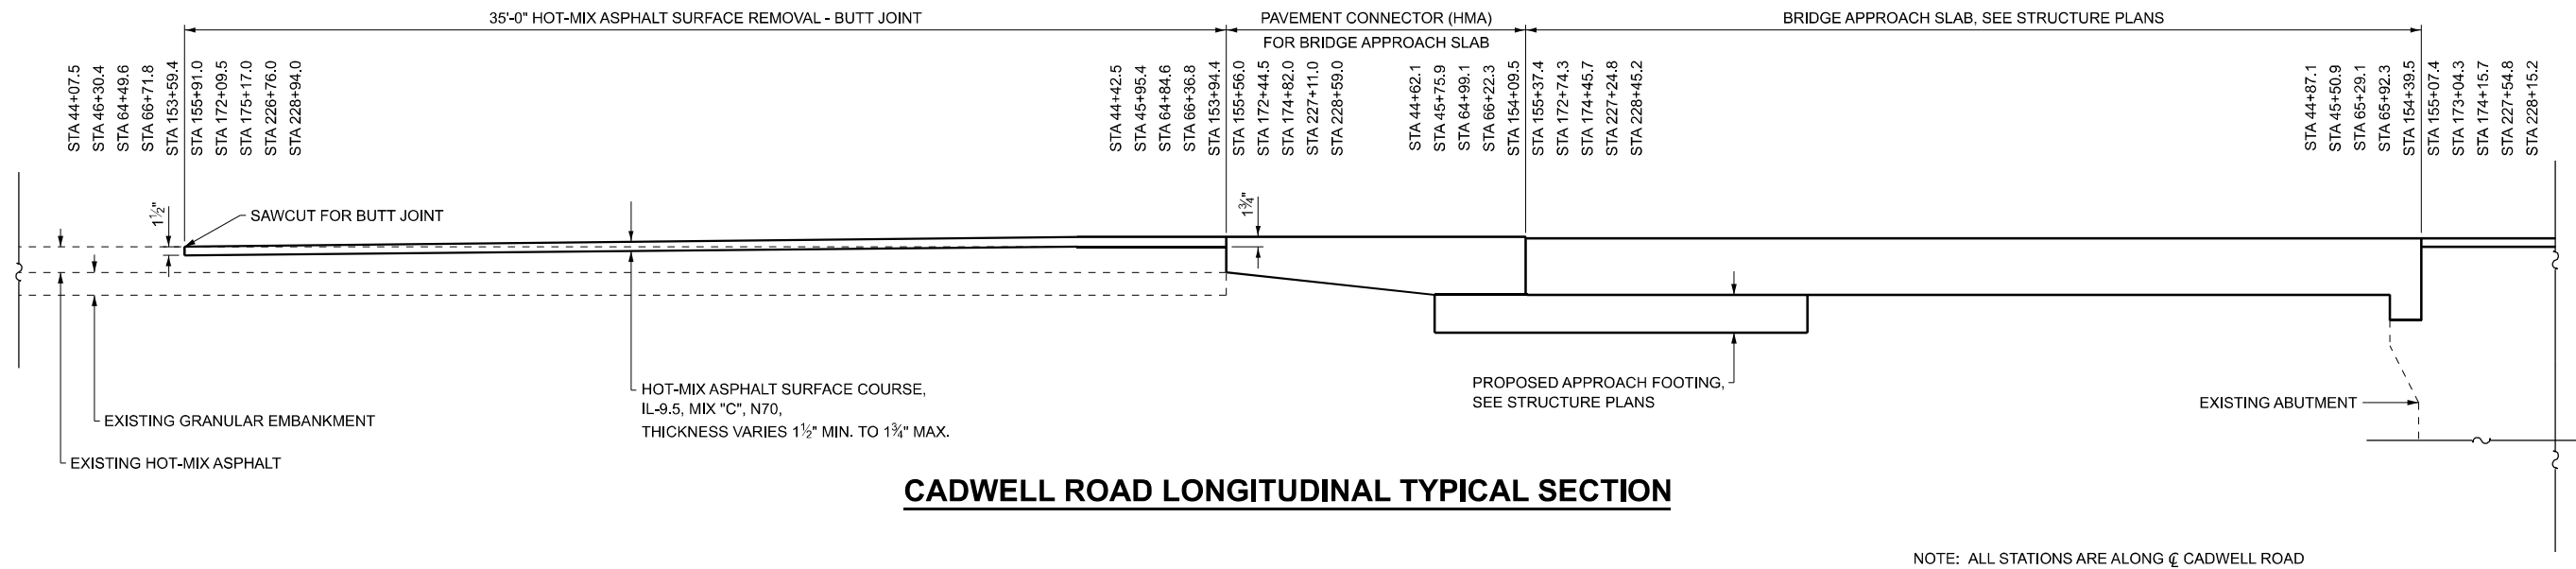 35'-0" HOT-MIX ASPHALT SURFACE REMOVAL - BUTT JOINT
PAVEMENT CONNECTOR (HMA)
FOR BRIDGE APPROACH SLAB
BRIDGE APPROACH SLAB, SEE STRUCTURE PLANS
STA 44+07.5
STA 46+30.4
STA 64+49.6
STA 66+71.8
STA 153+59.4
STA 155+91.0
STA 172+09.5
STA 175+17.0
STA 226+76.0
STA 228+94.0
STA 44+42.5
STA 45+95.4
STA 64+84.6
STA 66+36.8
STA 153+94.4
STA 155+56.0
STA 172+44.5
STA 174+82.0
STA 227+11.0
STA 228+59.0
STA 44+62.1
STA 45+75.9
STA 64+99.1
STA 66+22.3
STA 154+09.5
STA 155+37.4
STA 172+74.3
STA 174+45.7
STA 227+24.8
STA 228+45.2
STA 44+87.1
STA 45+50.9
STA 65+29.1
STA 65+92.3
STA 154+39.5
STA 155+07.4
STA 173+04.3
STA 174+15.7
STA 227+54.8
STA 228+15.2
1½"
SAWCUT FOR BUTT JOINT
1¾"
HOT-MIX ASPHALT SURFACE COURSE,
IL-9.5, MIX "C", N70,
THICKNESS VARIES 1½" MIN. TO 1¾" MAX.
PROPOSED APPROACH FOOTING,
SEE STRUCTURE PLANS
EXISTING ABUTMENT
EXISTING GRANULAR EMBANKMENT
EXISTING HOT-MIX ASPHALT
CADWELL ROAD LONGITUDINAL TYPICAL SECTION
NOTE: ALL STATIONS ARE ALONG ℄ CADWELL ROAD